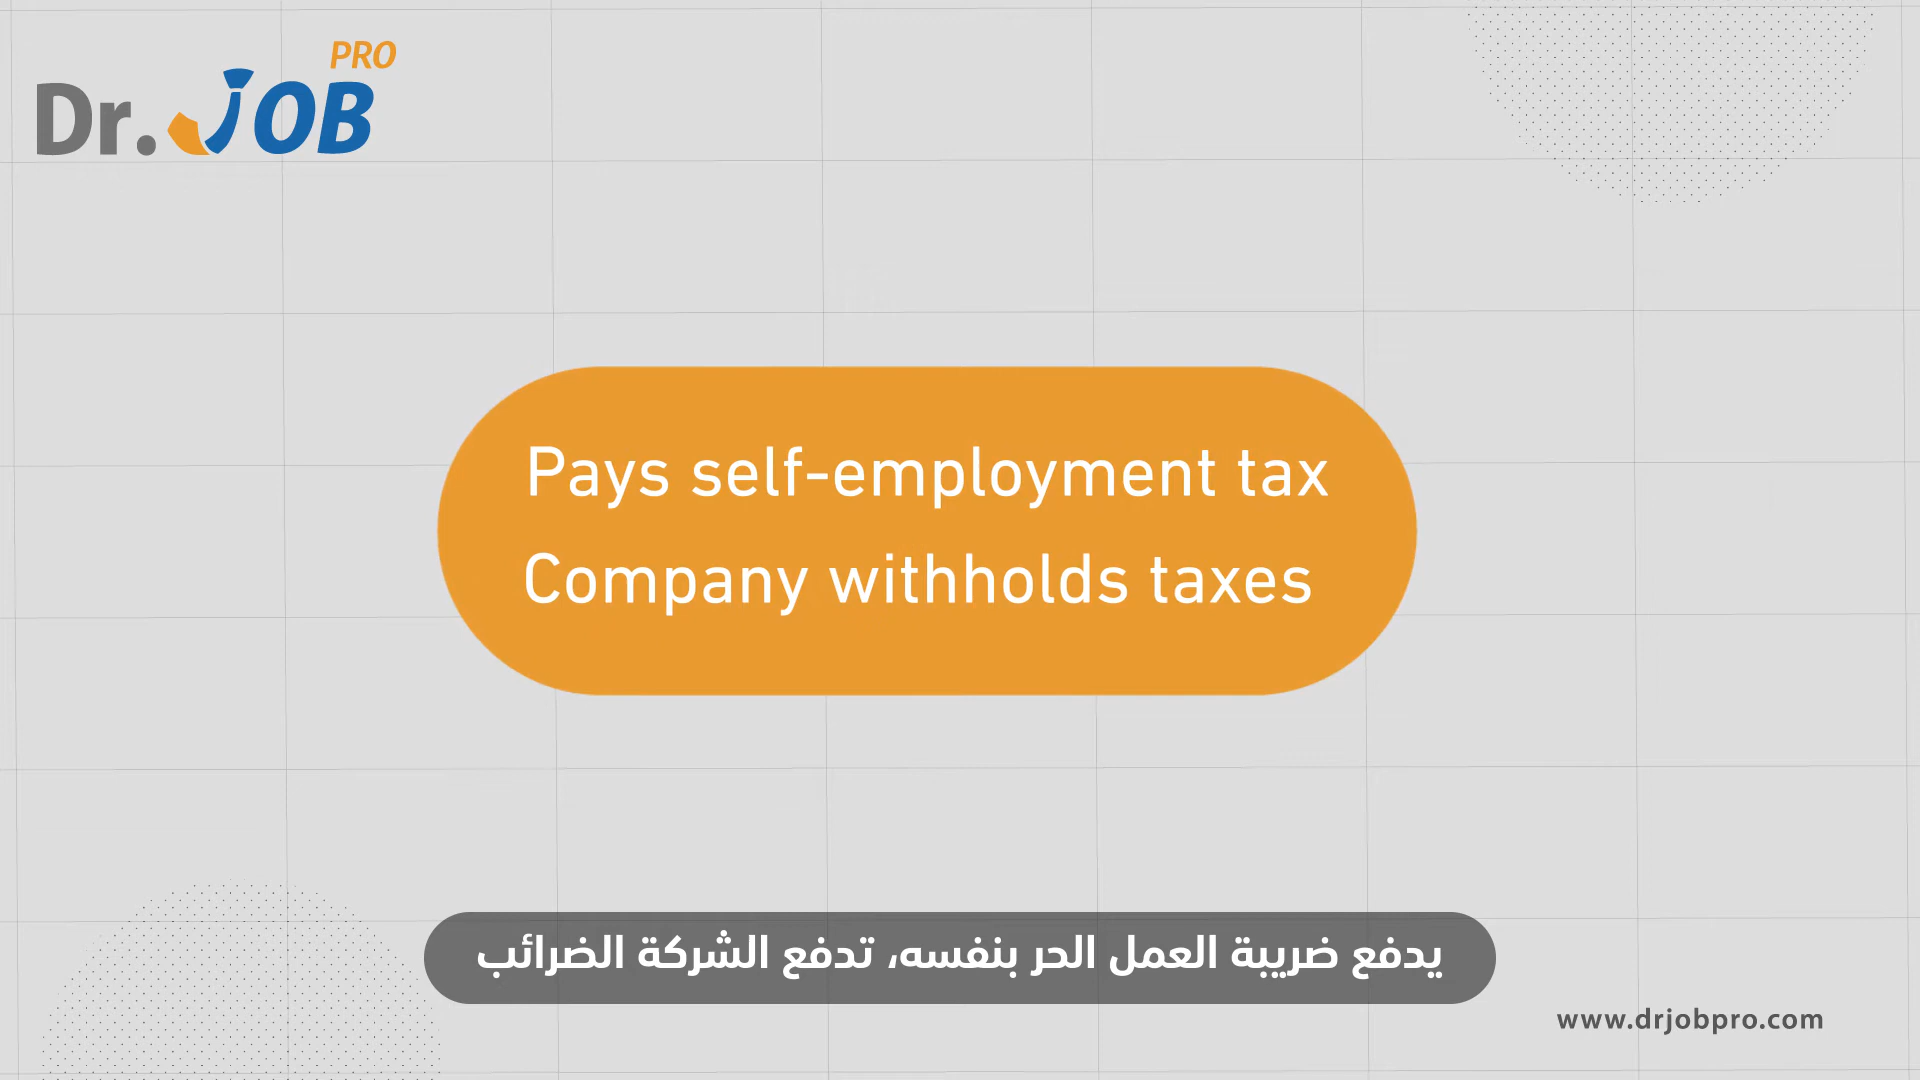 Dr. JOB PRO
Pays self-employment tax
Company withholds taxes
يدفع ضريبة العمل الحر بنفسه، تدفع الشركة الضرائب
www.drjobpro.com